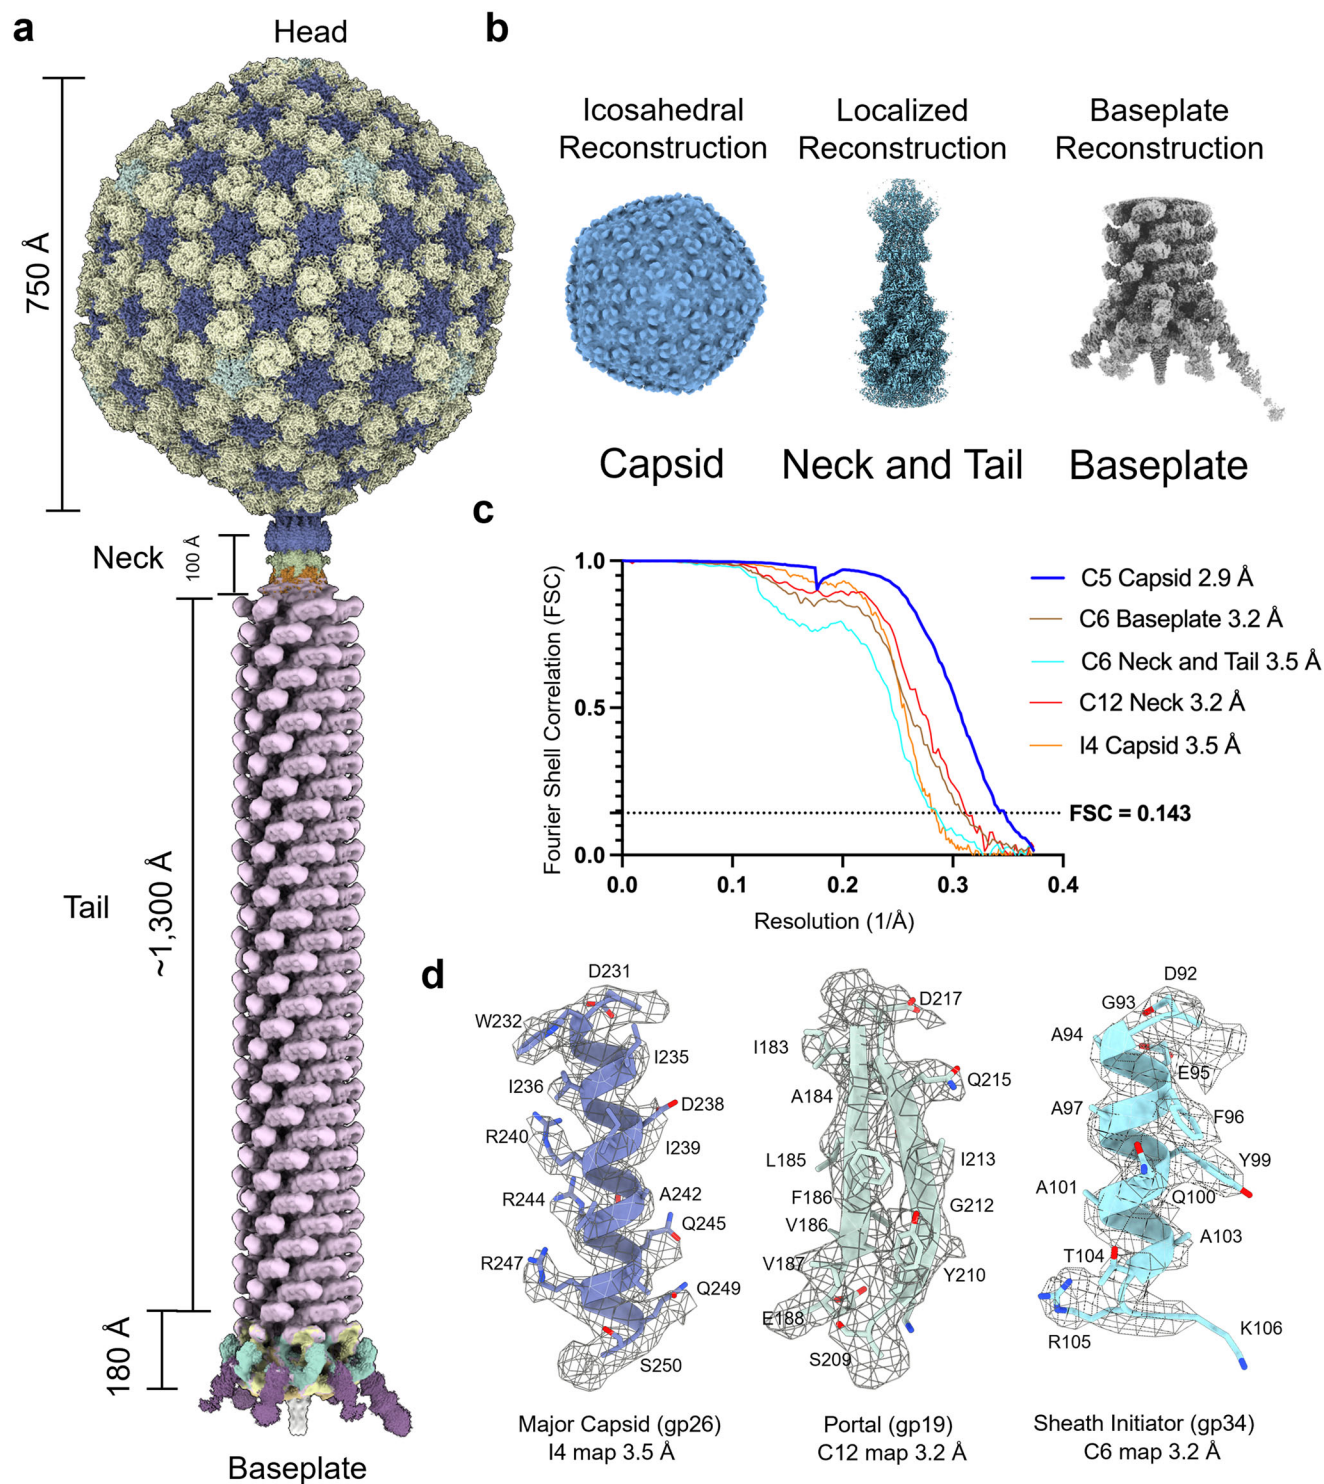 a
Head
750 Å
Neck
100 Å
Tail
~1,300 Å
180 Å
Baseplate
b
Icosahedral
Reconstruction
Localized
Reconstruction
Baseplate
Reconstruction
Capsid
Neck and Tail
Baseplate
c
Fourier Shell Correlation (FSC)
1.0
0.5
0.0
0.0
0.1
0.2
0.3
0.4
Resolution (1/Å)
C5 Capsid 2.9 Å
C6 Baseplate 3.2 Å
C6 Neck and Tail 3.5 Å
C12 Neck 3.2 Å
I4 Capsid 3.5 Å
FSC = 0.143
d
D231
W232
I235
I236
D238
R240
I239
R244
A242
Q245
R247
Q249
S250
Major Capsid (gp26)
I4 map 3.5 Å
D217
I183
Q215
A184
L185
I213
F186
G212
V186
V187
Y210
E188
S209
Portal (gp19)
C12 map 3.2 Å
D92
G93
A94
E95
A97
F96
Y99
A101
Q100
A103
T104
R105
K106
Sheath Initiator (gp34)
C6 map 3.2 Å